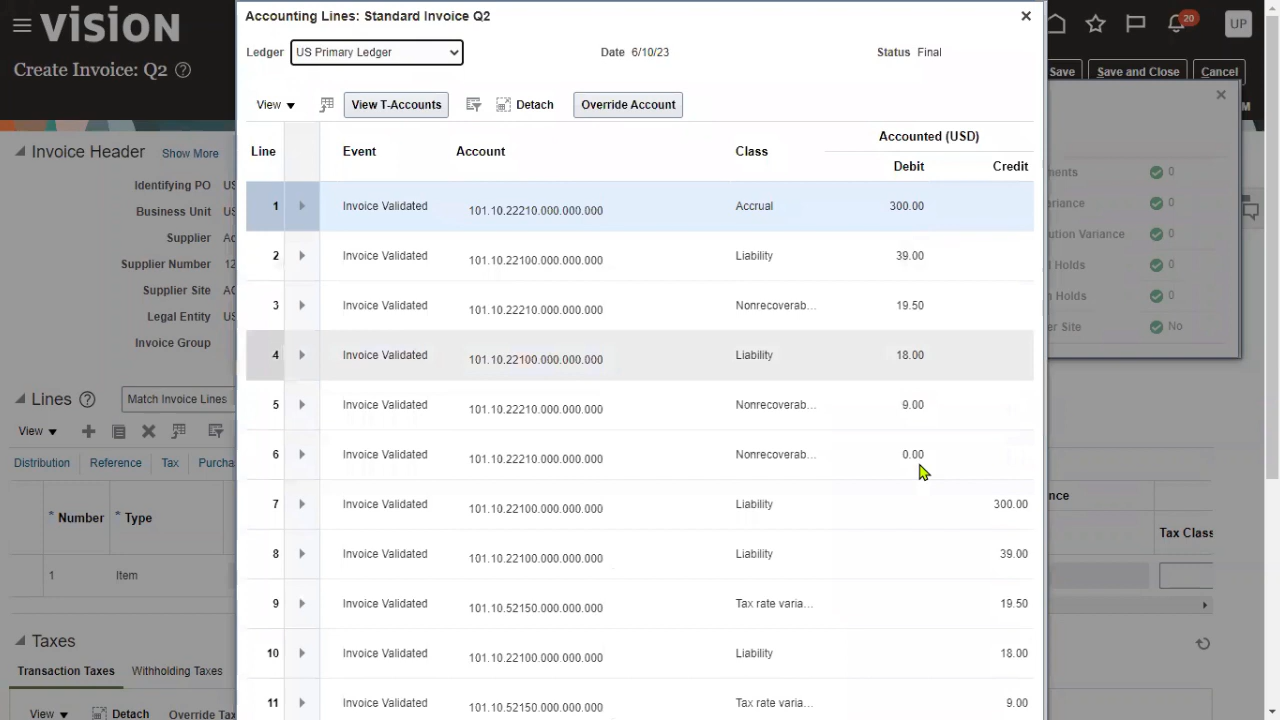 Accounting Lines: Standard Invoice Q2
Ledger US Primary Ledger Date 6/10/23 Status Final
View View T-Accounts Detach Override Account
Line Event Account Class Accounted (USD) Debit Credit
1 Invoice Validated 101.10.22210.000.000.000 Accrual 300.00
2 Invoice Validated 101.10.22100.000.000.000 Liability 39.00
3 Invoice Validated 101.10.22210.000.000.000 Nonrecoverab... 19.50
4 Invoice Validated 101.10.22100.000.000.000 Liability 18.00
5 Invoice Validated 101.10.22210.000.000.000 Nonrecoverab... 9.00
6 Invoice Validated 101.10.22210.000.000.000 Nonrecoverab... 0.00
7 Invoice Validated 101.10.22100.000.000.000 Liability 300.00
8 Invoice Validated 101.10.22100.000.000.000 Liability 39.00
9 Invoice Validated 101.10.52150.000.000.000 Tax rate varia... 19.50
10 Invoice Validated 101.10.22100.000.000.000 Liability 18.00
11 Invoice Validated 101.10.52150.000.000.000 Tax rate varia... 9.00
VISION
20
UP
Create Invoice: Q2
Save Save and Close Cancel
Invoice Header Show More
Identifying PO US
Business Unit US
Supplier
Supplier Number 12
Supplier Site
Legal Entity US
Invoice Group
0
0
0
0
0
No
Lines Match Invoice Lines
View
Distribution Reference Tax
* Number * Type
Tax Class
1 Item
Taxes
Transaction Taxes Withholding Taxes
View Detach Override